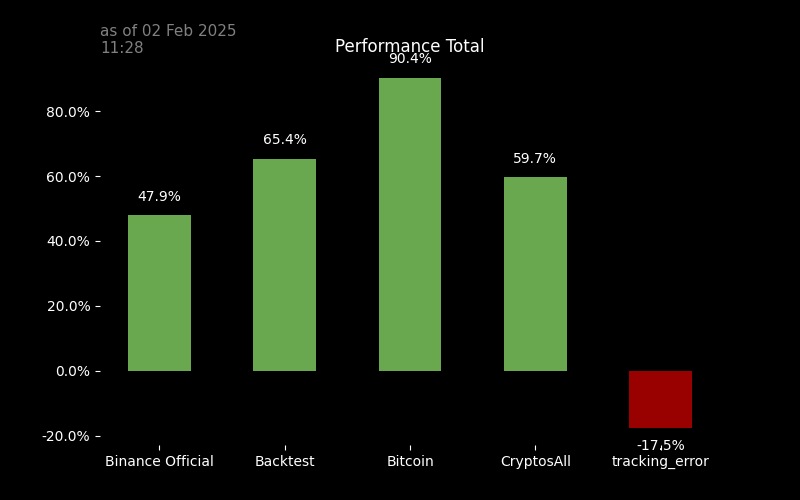 as of 02 Feb 2025
11:28
Performance Total
90.4%
80.0%
65.4%
59.7%
60.0%
47.9%
40.0%
20.0%
0.0%
-20.0%
-17.5%
Binance Official
Backtest
Bitcoin
CryptosAll
tracking_error